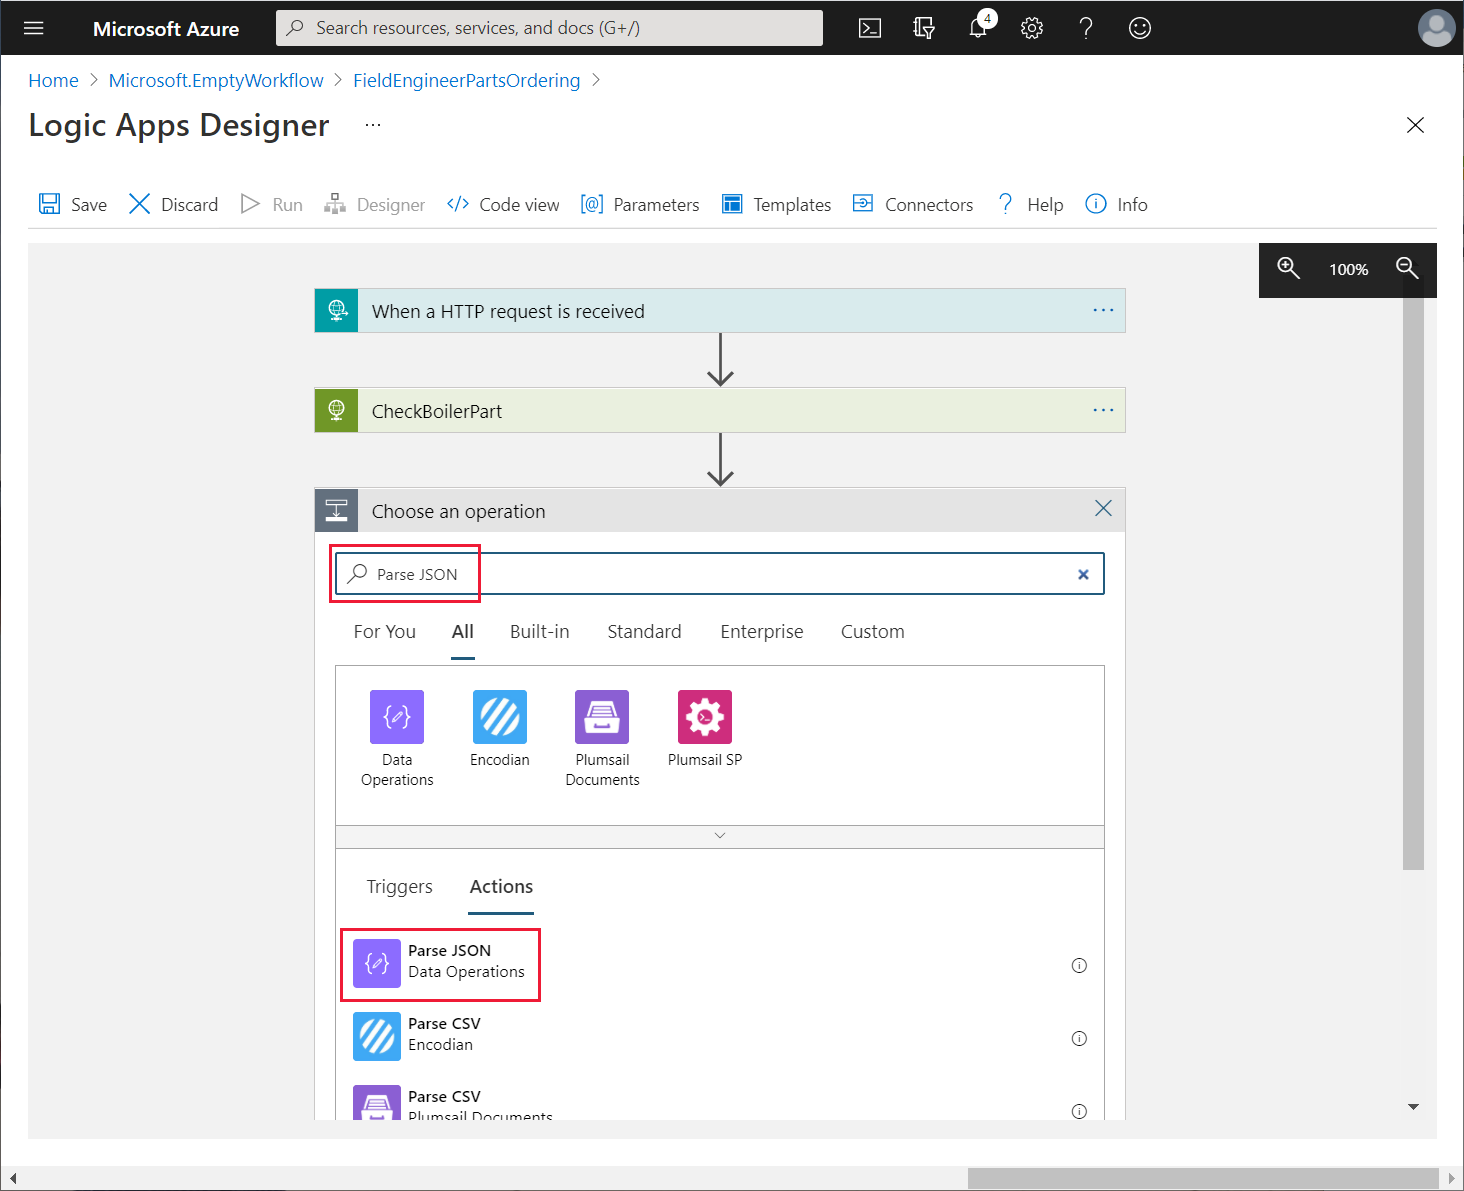 Microsoft Azure
Search resources, services, and docs (G+/)
4
Home > Microsoft.EmptyWorkflow > FieldEngineerPartsOrdering >
Logic Apps Designer ...
Save Discard Run Designer </> Code view [@] Parameters Templates Connectors ? Help Info
100%
When a HTTP request is received
CheckBoilerPart
Choose an operation
Parse JSON
For You All Built-in Standard Enterprise Custom
Data Operations
Encodian
Plumsail Documents
Plumsail SP
Triggers Actions
Parse JSON
Data Operations
Parse CSV
Encodian
Parse CSV
Plumsail Documents